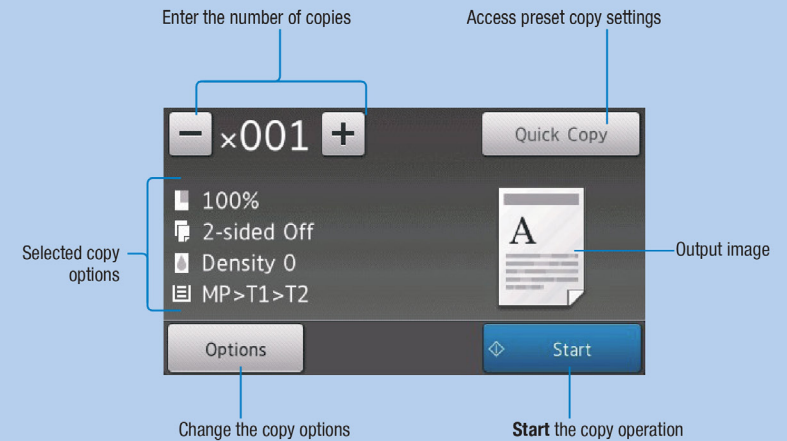 Enter the number of copies
Access preset copy settings
− ×001 +
Quick Copy
100%
2-sided Off
Density 0
MP>T1>T2
A
Selected copy
options
Output image
Options
Start
Change the copy options
Start the copy operation